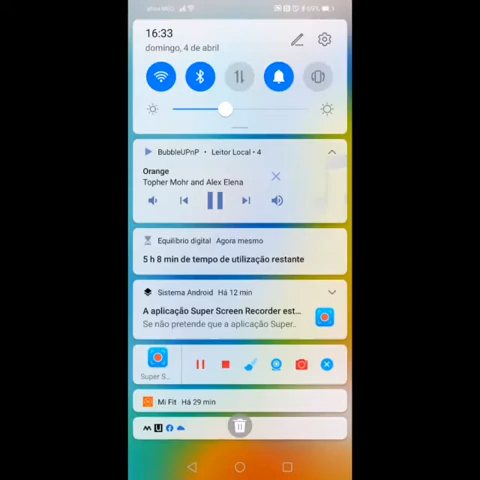 69%
16:33
domingo, 4 de abril
BubbleUPnP • Leitor Local • 4
Orange
Topher Mohr and Alex Elena
Equilíbrio digital Agora mesmo
5 h 8 min de tempo de utilização restante
Sistema Android Há 12 min
A aplicação Super Screen Recorder est...
Se não pretende que a aplicação Super..
Super S...
Mi Fit Há 29 min